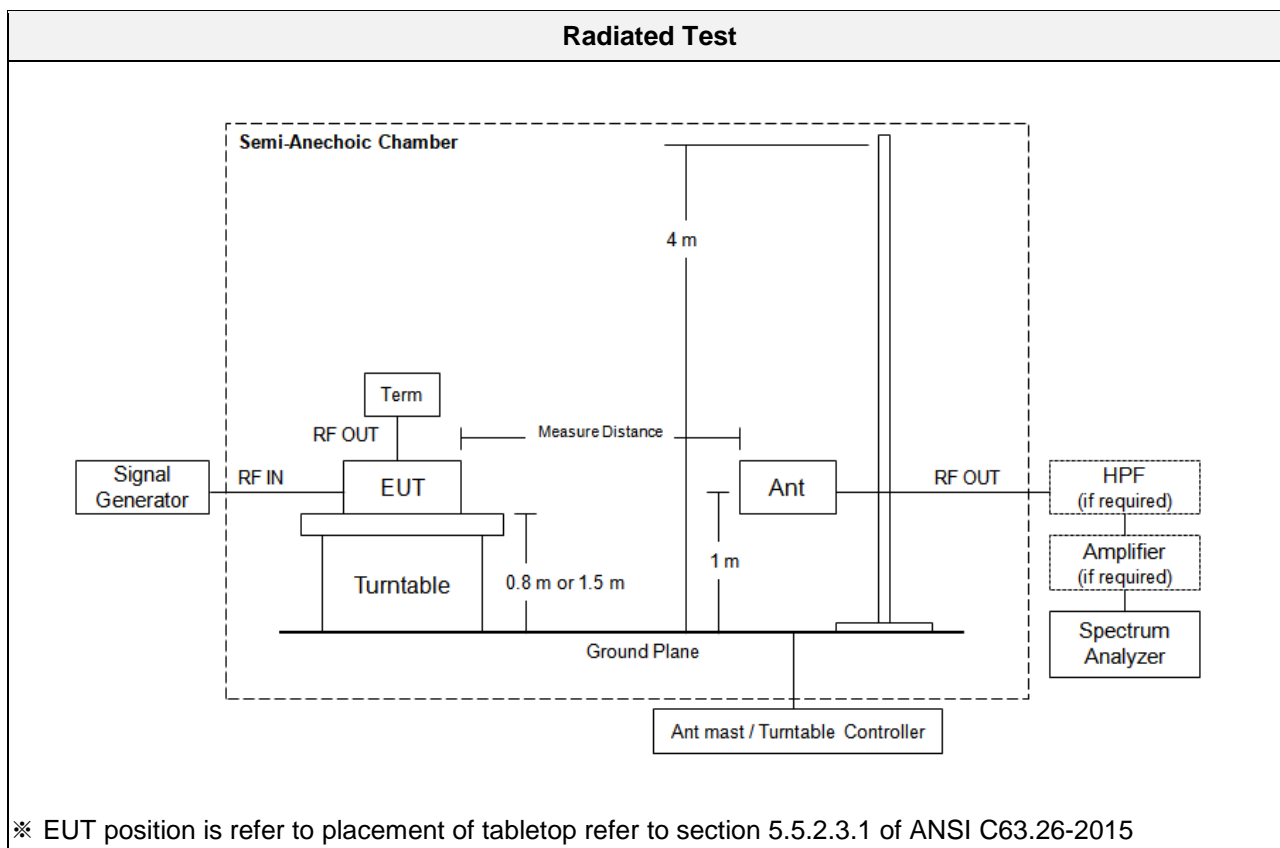 Radiated Test
Semi-Anechoic Chamber
4 m
Term
RF OUT
Measure Distance
Signal
Generator
RF IN
EUT
Ant
RF OUT
HPF
(if required)
1 m
Amplifier
(if required)
Turntable
0.8 m or 1.5 m
Spectrum
Analyzer
Ground Plane
Ant mast / Turntable Controller
※ EUT position is refer to placement of tabletop refer to section 5.5.2.3.1 of ANSI C63.26-2015